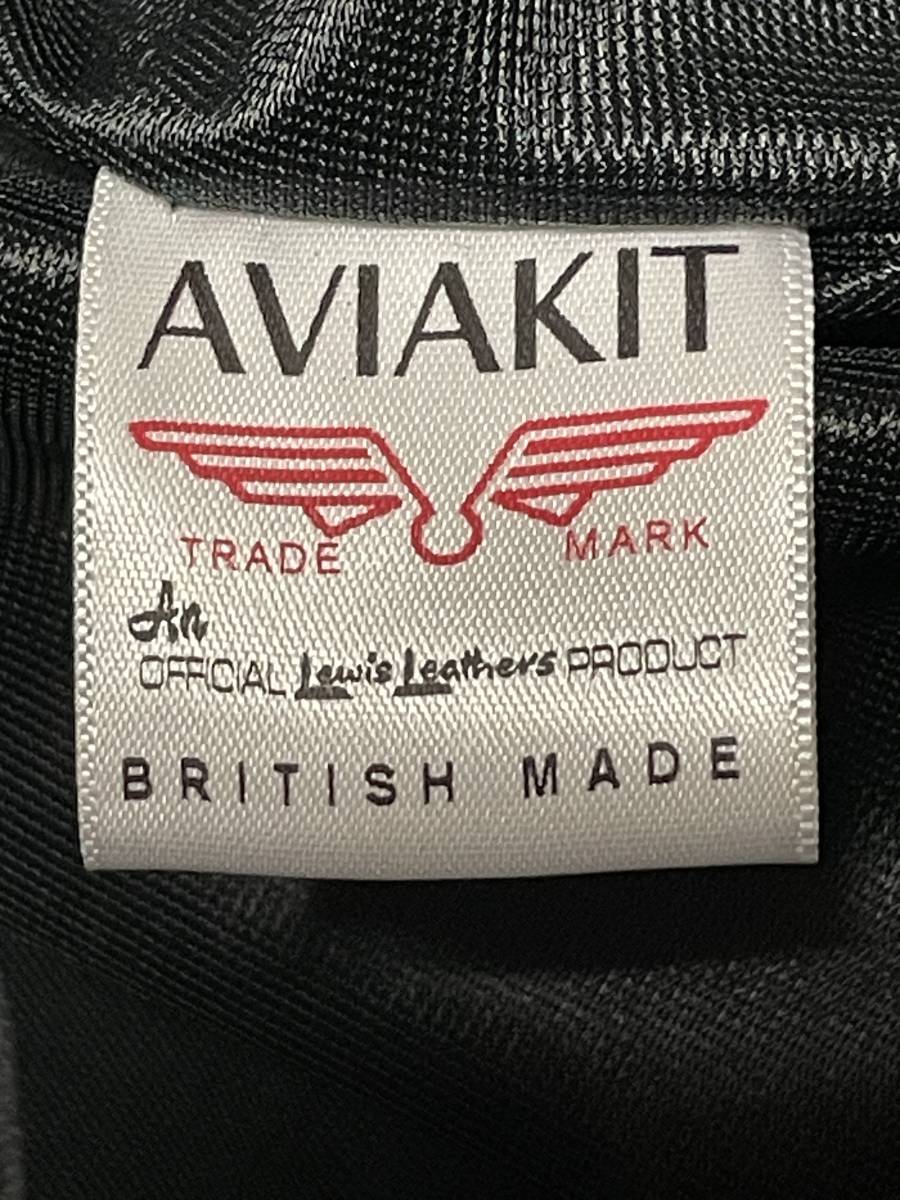 AVIAKIT
TRADE MARK
An
OFFICIAL Lewis Leathers PRODUCT
BRITISH MADE